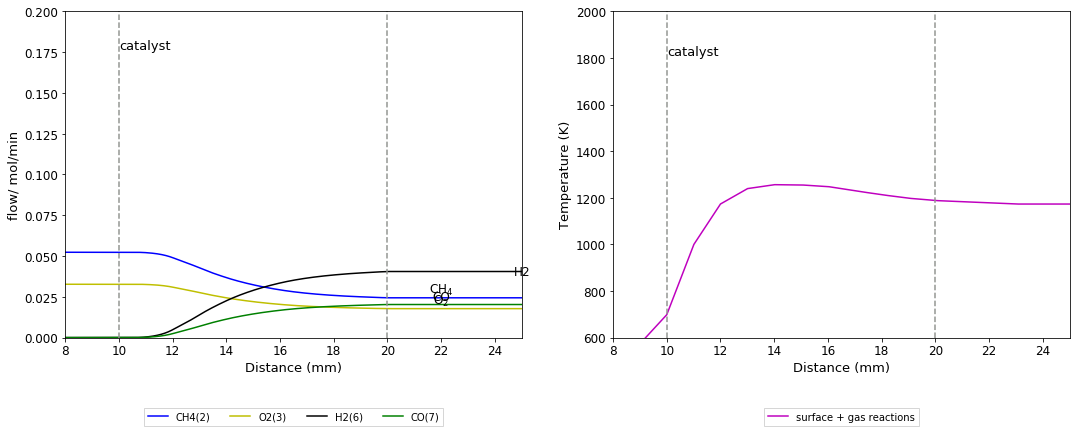 0.200
0.175
0.150
0.125
0.100
0.075
0.050
0.025
0.000
flow/ mol/min
catalyst
CH4
CO
O2
H2
8 10 12 14 16 18 20 22 24
Distance (mm)
CH4(2) O2(3) H2(6) CO(7)
2000
1800
1600
1400
1200
1000
800
600
Temperature (K)
catalyst
8 10 12 14 16 18 20 22 24
Distance (mm)
surface + gas reactions